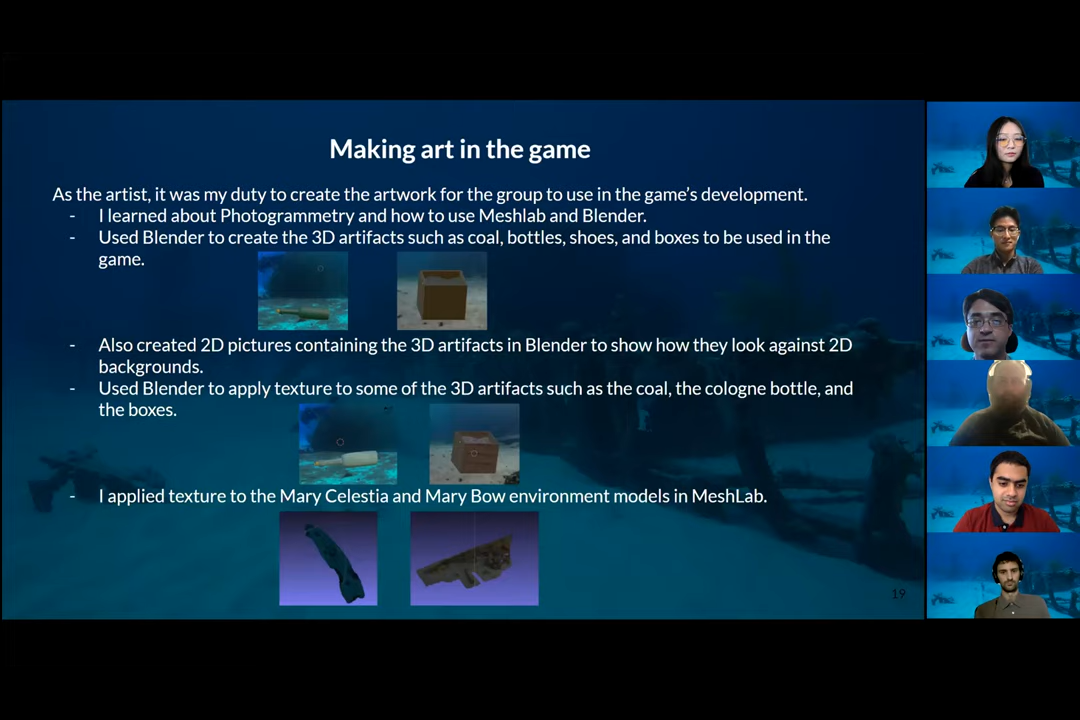 Making art in the game
As the artist, it was my duty to create the artwork for the group to use in the game's development.
- I learned about Photogrammetry and how to use Meshlab and Blender.
- Used Blender to create the 3D artifacts such as coal, bottles, shoes, and boxes to be used in the
game.
- Also created 2D pictures containing the 3D artifacts in Blender to show how they look against 2D
backgrounds.
- Used Blender to apply texture to some of the 3D artifacts such as the coal, the cologne bottle, and
the boxes.
- I applied texture to the Mary Celestia and Mary Bow environment models in MeshLab.
19